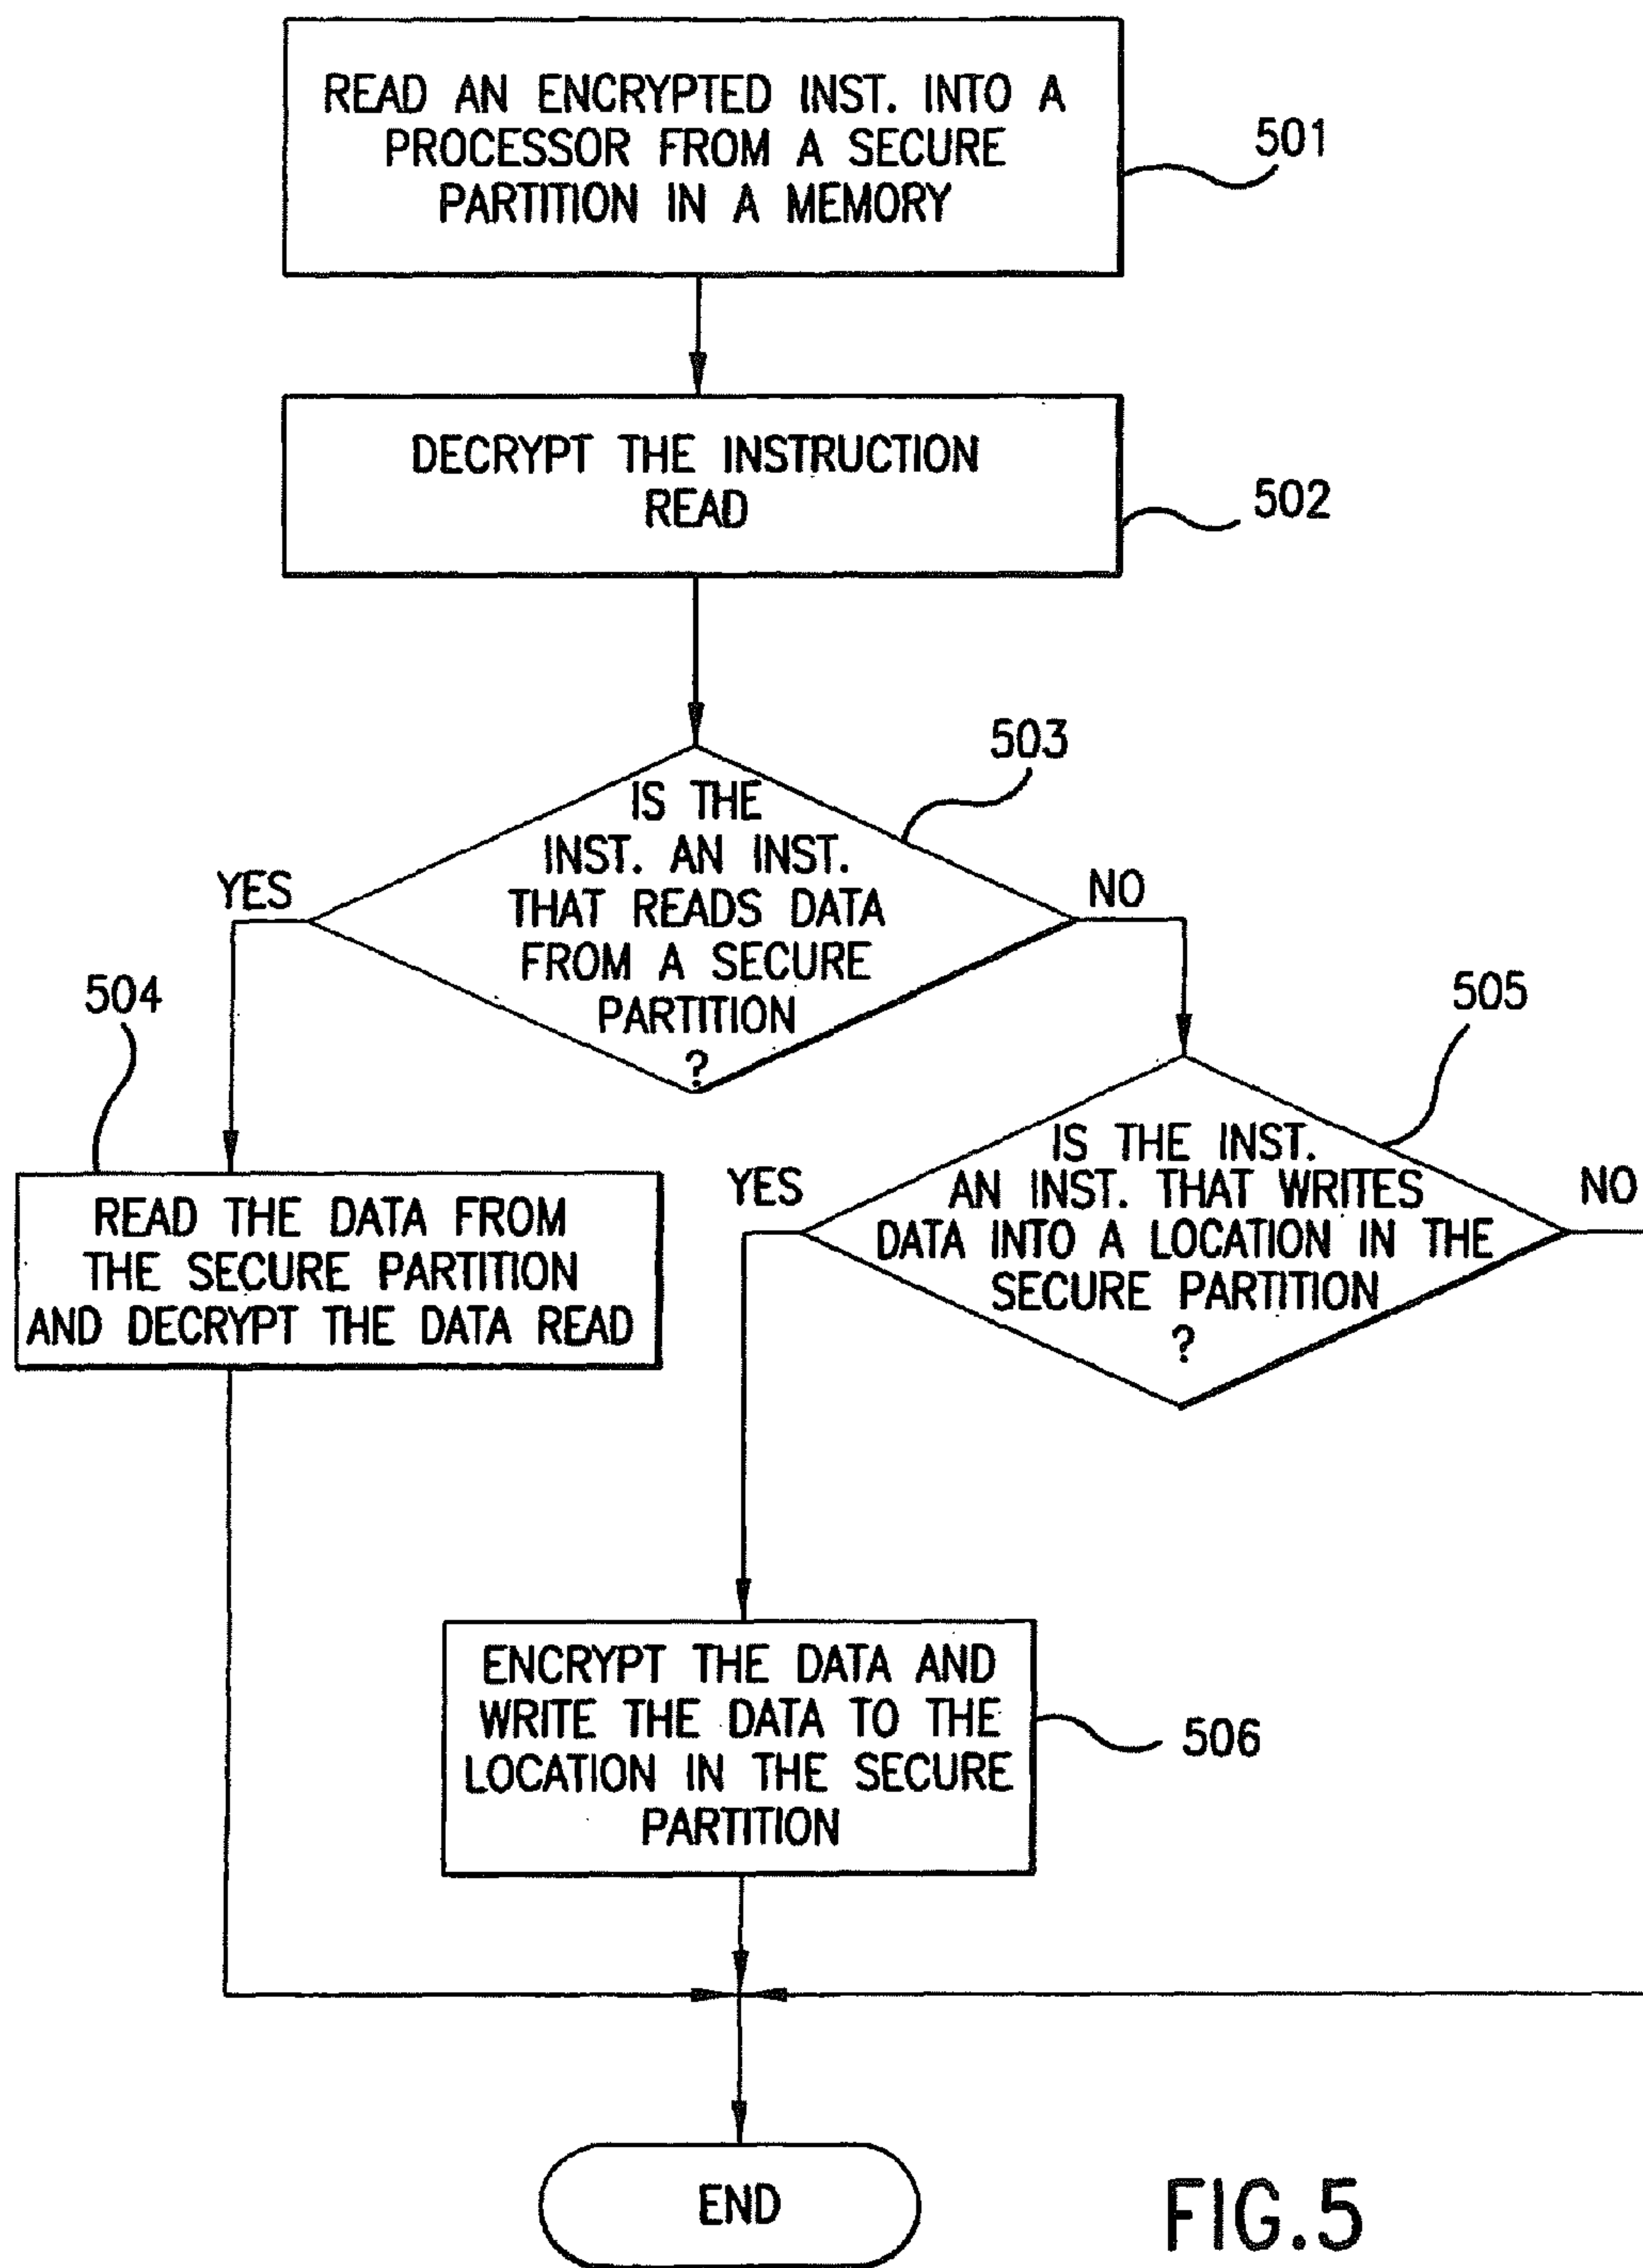 READ AN ENCRYPTED INST. INTO A
PROCESSOR FROM A SECURE
PARTITION IN A MEMORY
501
DECRYPT THE INSTRUCTION
READ
502
503
IS THE
INST. AN INST.
THAT READS DATA
FROM A SECURE
PARTITION
?
YES
NO
504
READ THE DATA FROM
THE SECURE PARTITION
AND DECRYPT THE DATA READ
505
IS THE INST.
AN INST. THAT WRITES
DATA INTO A LOCATION IN THE
SECURE PARTITION
?
YES
NO
ENCRYPT THE DATA AND
WRITE THE DATA TO THE
LOCATION IN THE SECURE
PARTITION
506
END
FIG.5